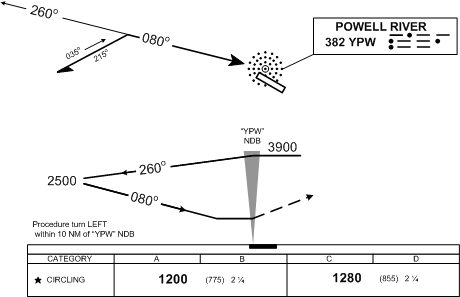 260°
080°
035°
215°
POWELL RIVER
382 YPW
"YPW"
NDB
3900
260°
2500
080°
Procedure turn LEFT
within 10 NM of "YPW" NDB
CATEGORY A B C D
★ CIRCLING 1200 (775) 2 ¼ 1280 (855) 2 ¼